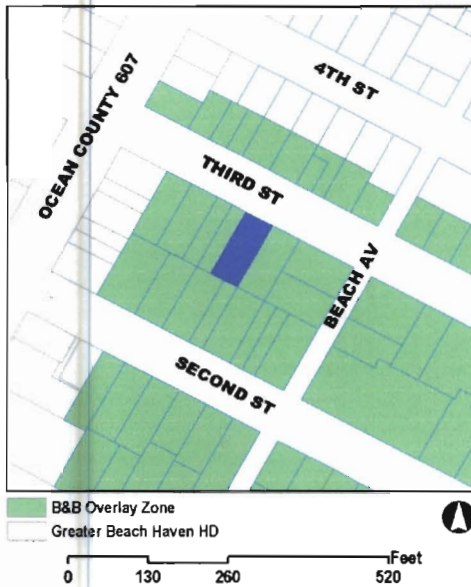 4TH ST
OCEAN COUNTY 607
THIRD ST
BEACH AV
SECOND ST
B&B Overlay Zone
Greater Beach Haven HD
Feet
0 130 260 520